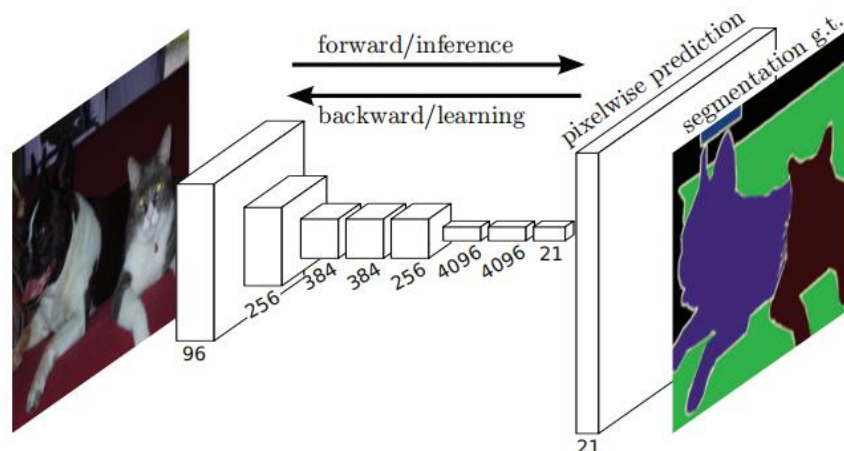 forward/inference
backward/learning
pixelwise prediction
segmentation g.t.
96
256
384
384
256
4096
4096
21
21